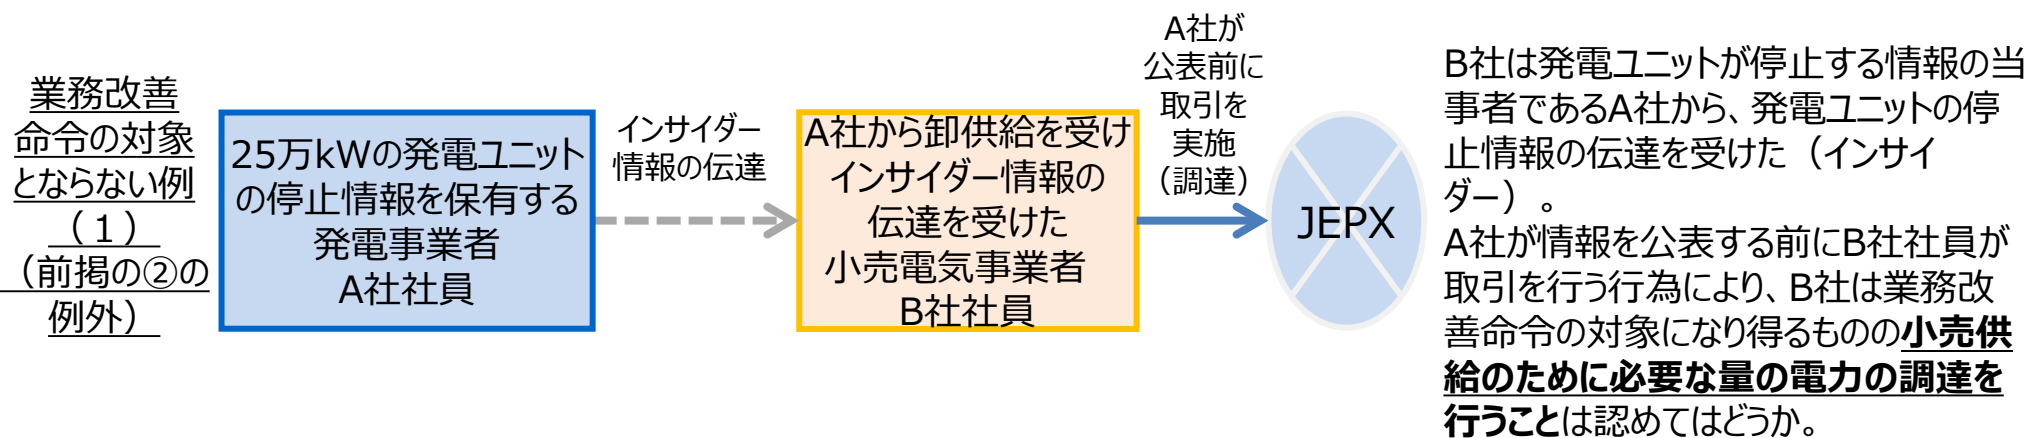 業務改善
命令の対象
とならない例
（１）
（前掲の②の
例外）
25万kWの発電ユニット
の停止情報を保有する
発電事業者
A社社員
インサイダー
情報の伝達
A社から卸供給を受け
インサイダー情報の
伝達を受けた
小売電気事業者
B社社員
A社が
公表前に
取引を
実施
（調達）
JEPX
B社は発電ユニットが停止する情報の当
事者であるA社から、発電ユニットの停
止情報の伝達を受けた（インサイ
ダー）。
A社が情報を公表する前にB社社員が
取引を行う行為により、B社は業務改
善命令の対象になり得るものの小売供
給のために必要な量の電力の調達を
行うことは認めてはどうか。